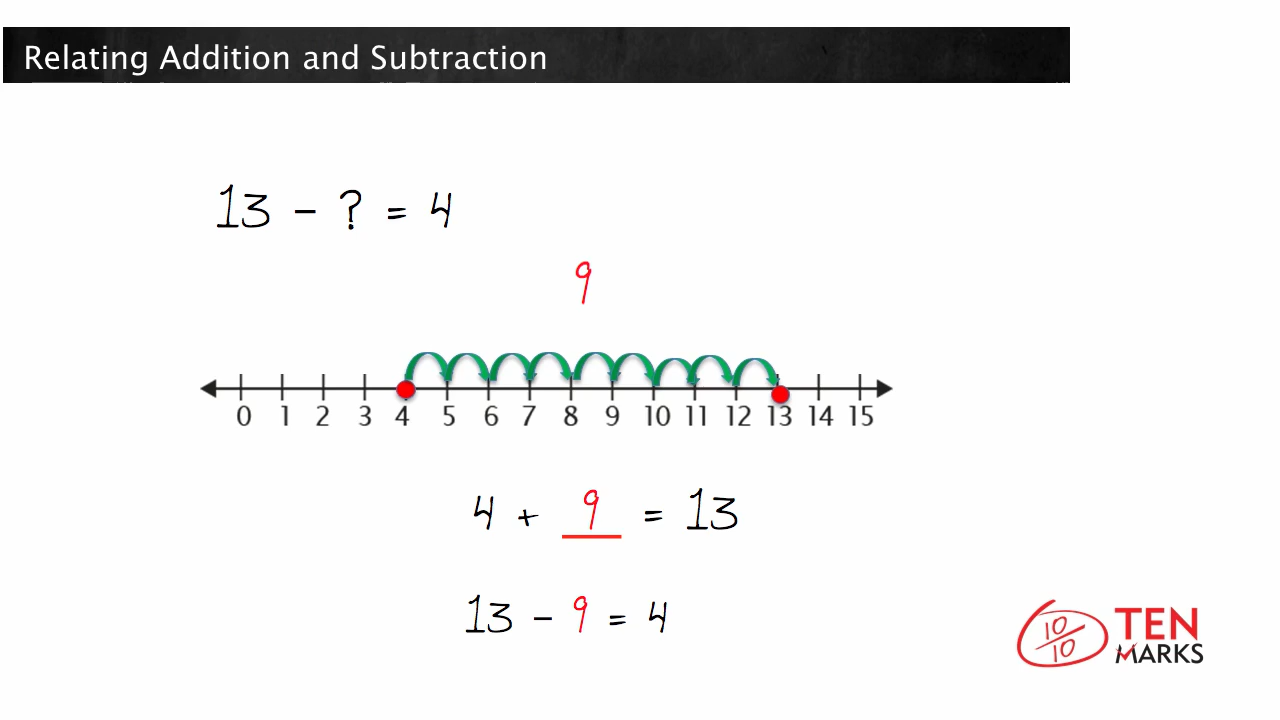 Relating Addition and Subtraction
13 - ? = 4
9
0 1 2 3 4 5 6 7 8 9 10 11 12 13 14 15
4 + 9 = 13
13 - 9 = 4
10/10 TEN
MARKS